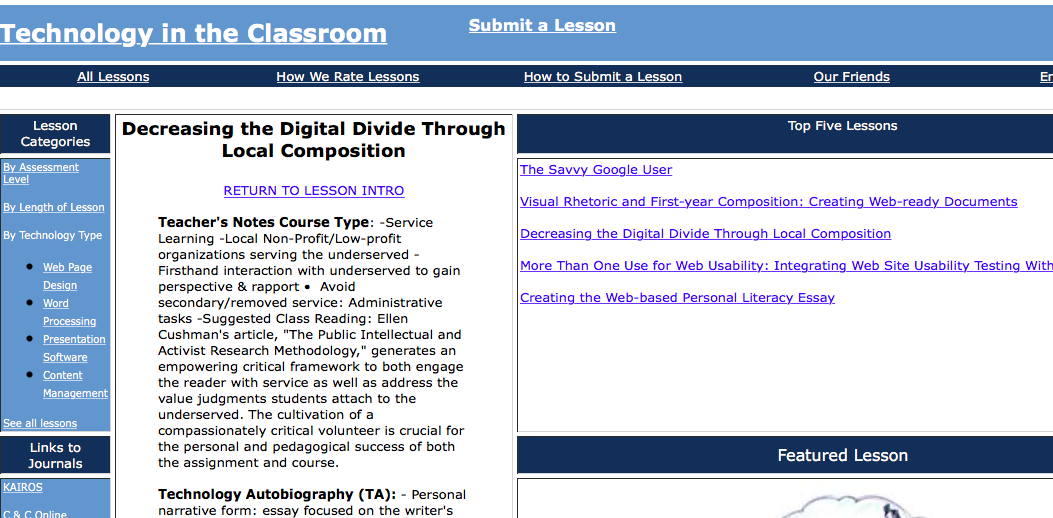 Technology in the Classroom
Submit a Lesson
All Lessons
How We Rate Lessons
How to Submit a Lesson
Our Friends
Lesson
Categories
By Assessment
Level
By Length of Lesson
By Technology Type
Web Page
Design
Word
Processing
Presentation
Software
Content
Management
See all lessons
Links to
Journals
KAIROS
C & C Online
Decreasing the Digital Divide Through
Local Composition
RETURN TO LESSON INTRO
Teacher's Notes Course Type: -Service
Learning -Local Non-Profit/Low-profit
organizations serving the underserved -
Firsthand interaction with underserved to gain
perspective & rapport • Avoid
secondary/removed service: Administrative
tasks -Suggested Class Reading: Ellen
Cushman's article, "The Public Intellectual and
Activist Research Methodology," generates an
empowering critical framework to both engage
the reader with service as well as address the
value judgments students attach to the
underserved. The cultivation of a
compassionately critical volunteer is crucial for
the personal and pedagogical success of both
the assignment and course.
Technology Autobiography (TA): - Personal
narrative form: essay focused on the writer's
Top Five Lessons
The Savvy Google User
Visual Rhetoric and First-year Composition: Creating Web-ready Documents
Decreasing the Digital Divide Through Local Composition
More Than One Use for Web Usability: Integrating Web Site Usability Testing With
Creating the Web-based Personal Literacy Essay
Featured Lesson